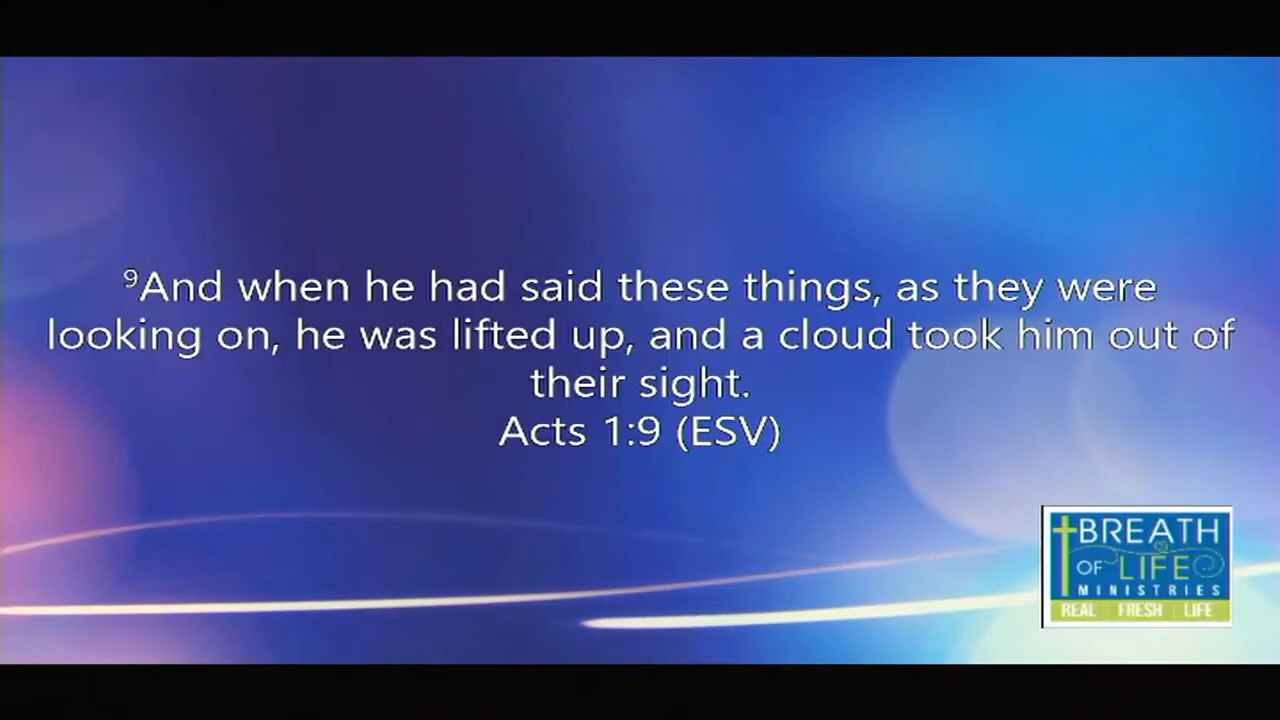 ⁹And when he had said these things, as they were
looking on, he was lifted up, and a cloud took him out of
their sight.
Acts 1:9 (ESV)
BREATH
OF LIFE
MINISTRIES
REAL FRESH LIFE